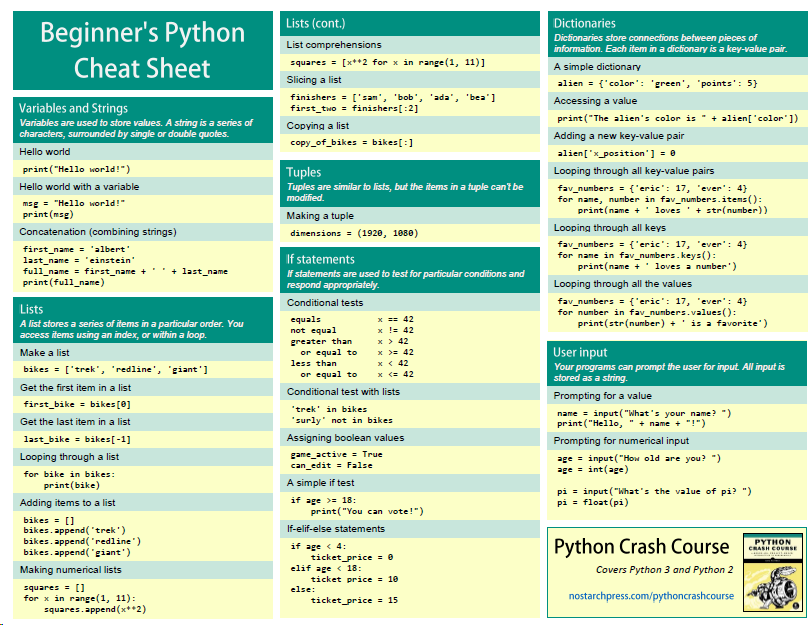 Beginner's Python
Cheat Sheet
Variables and Strings
Variables are used to store values. A string is a series of
characters, surrounded by single or double quotes.
Hello world
print("Hello world!")
Hello world with a variable
msg = "Hello world!"
print(msg)
Concatenation (combining strings)
first_name = 'albert'
last_name = 'einstein'
full_name = first_name + ' ' + last_name
print(full_name)
Lists
A list stores a series of items in a particular order. You
access items using an index, or within a loop.
Make a list
bikes = ['trek', 'redline', 'giant']
Get the first item in a list
first_bike = bikes[0]
Get the last item in a list
last_bike = bikes[-1]
Looping through a list
for bike in bikes:
    print(bike)
Adding items to a list
bikes = []
bikes.append('trek')
bikes.append('redline')
bikes.append('giant')
Making numerical lists
squares = []
for x in range(1, 11):
    squares.append(x**2)
Lists (cont.)
List comprehensions
squares = [x**2 for x in range(1, 11)]
Slicing a list
finishers = ['sam', 'bob', 'ada', 'bea']
first_two = finishers[:2]
Copying a list
copy_of_bikes = bikes[:]
Tuples
Tuples are similar to lists, but the items in a tuple can't be
modified.
Making a tuple
dimensions = (1920, 1080)
If statements
If statements are used to test for particular conditions and
respond appropriately.
Conditional tests
equals x == 42
not equal x != 42
greater than x > 42
  or equal to x >= 42
less than x < 42
  or equal to x <= 42
Conditional test with lists
'trek' in bikes
'surly' not in bikes
Assigning boolean values
game_active = True
can_edit = False
A simple if test
if age >= 18:
    print("You can vote!")
If-elif-else statements
if age < 4:
    ticket_price = 0
elif age < 18:
    ticket_price = 10
else:
    ticket_price = 15
Dictionaries
Dictionaries store connections between pieces of
information. Each item in a dictionary is a key-value pair.
A simple dictionary
alien = {'color': 'green', 'points': 5}
Accessing a value
print("The alien's color is " + alien['color'])
Adding a new key-value pair
alien['x_position'] = 0
Looping through all key-value pairs
fav_numbers = {'eric': 17, 'ever': 4}
for name, number in fav_numbers.items():
    print(name + ' loves ' + str(number))
Looping through all keys
fav_numbers = {'eric': 17, 'ever': 4}
for name in fav_numbers.keys():
    print(name + ' loves a number')
Looping through all the values
fav_numbers = {'eric': 17, 'ever': 4}
for number in fav_numbers.values():
    print(str(number) + ' is a favorite')
User input
Your programs can prompt the user for input. All input is
stored as a string.
Prompting for a value
name = input("What's your name? ")
print("Hello, " + name + "!")
Prompting for numerical input
age = input("How old are you? ")
age = int(age)
pi = input("What's the value of pi? ")
pi = float(pi)
Python Crash Course
Covers Python 3 and Python 2
nostarchpress.com/pythoncrashcourse
PYTHON
CRASH COURSE